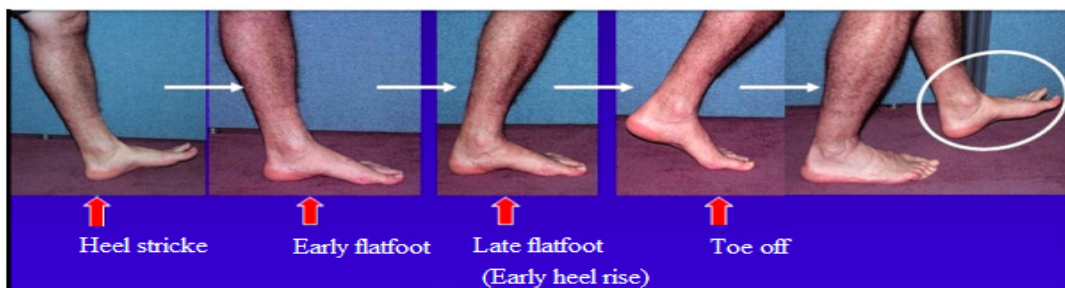 Heel stricke
Early flatfoot
Late flatfoot
(Early heel rise)
Toe off